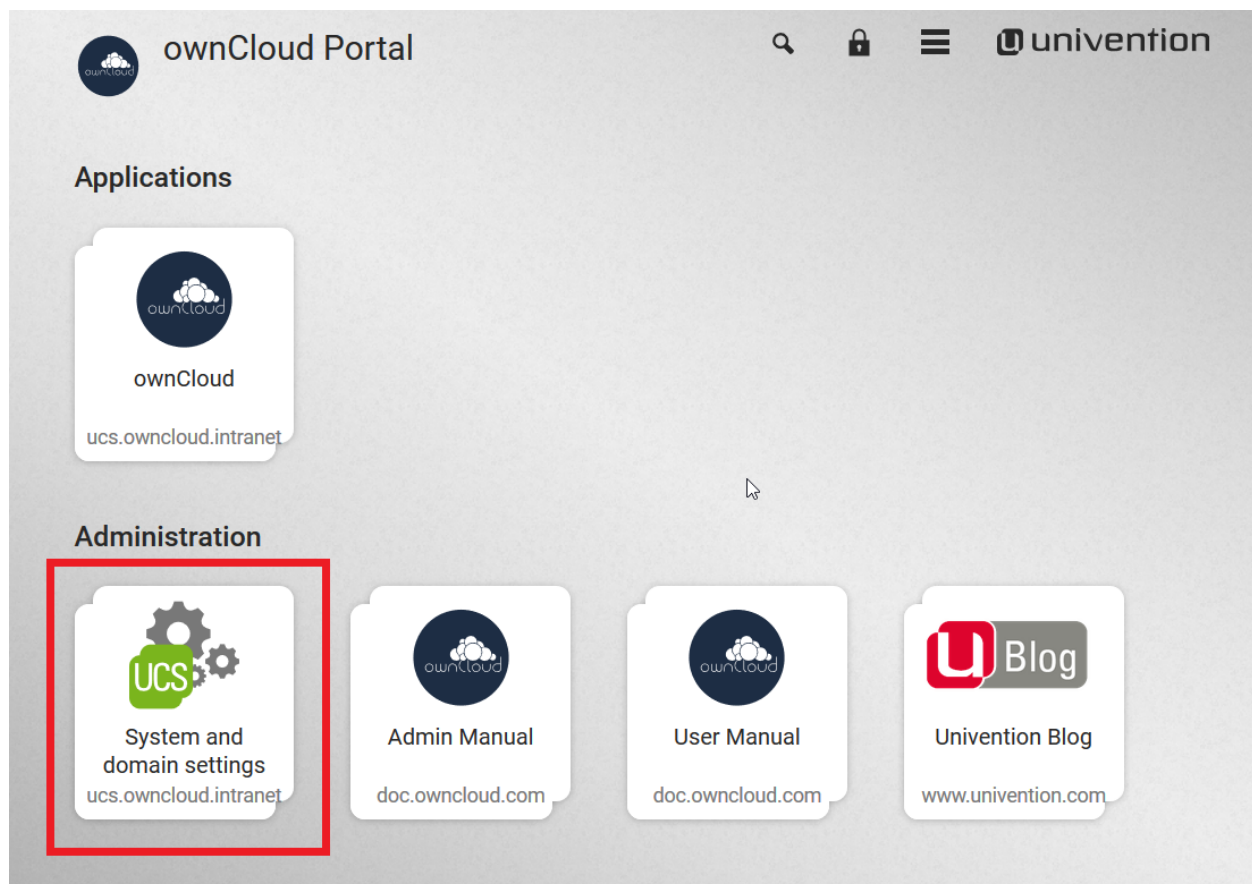 ownCloud
ownCloud Portal
univention
Applications
ownCloud
ownCloud
ucs.owncloud.intranet
Administration
UCS
System and
domain settings
ucs.owncloud.intranet
ownCloud
Admin Manual
doc.owncloud.com
ownCloud
User Manual
doc.owncloud.com
U Blog
Univention Blog
www.univention.com